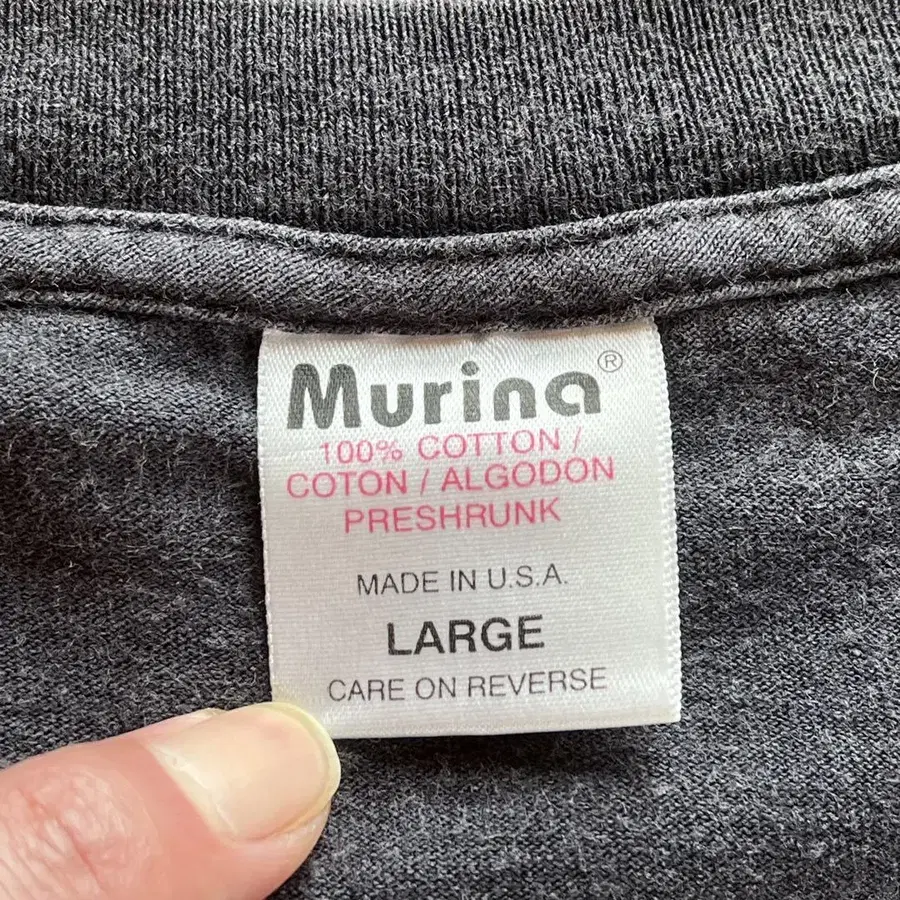 Murina®
100% COTTON /
COTON / ALGODON
PRESHRUNK
MADE IN U.S.A.
LARGE
CARE ON REVERSE